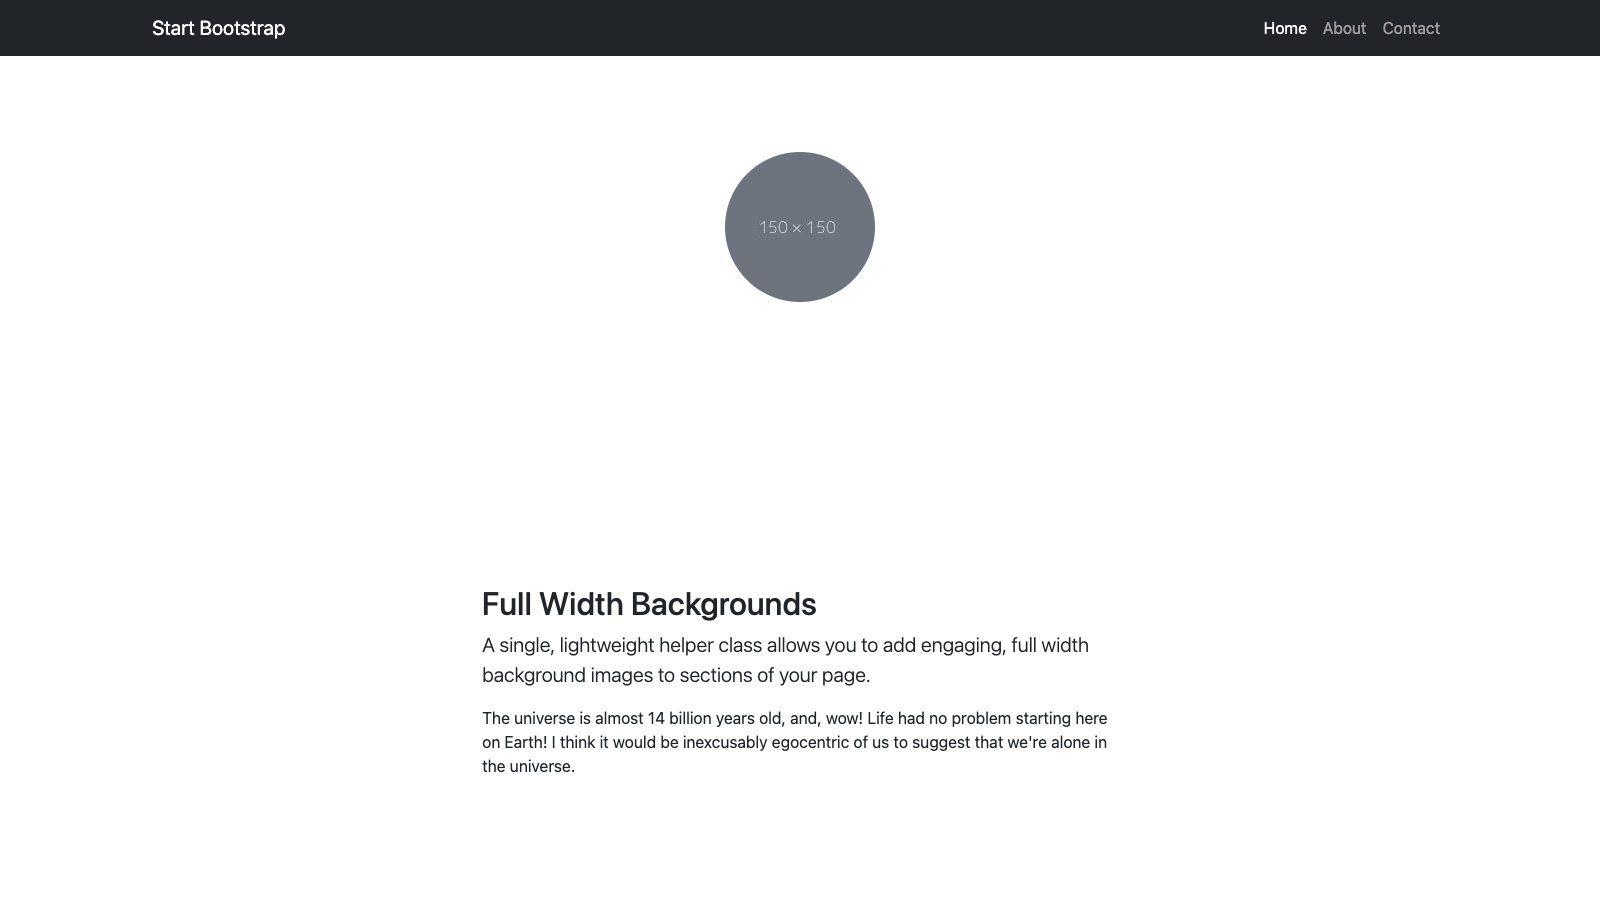 Start Bootstrap
Home About Contact
150 × 150
Full Width Backgrounds
A single, lightweight helper class allows you to add engaging, full width
background images to sections of your page.
The universe is almost 14 billion years old, and, wow! Life had no problem starting here
on Earth! I think it would be inexcusably egocentric of us to suggest that we're alone in
the universe.